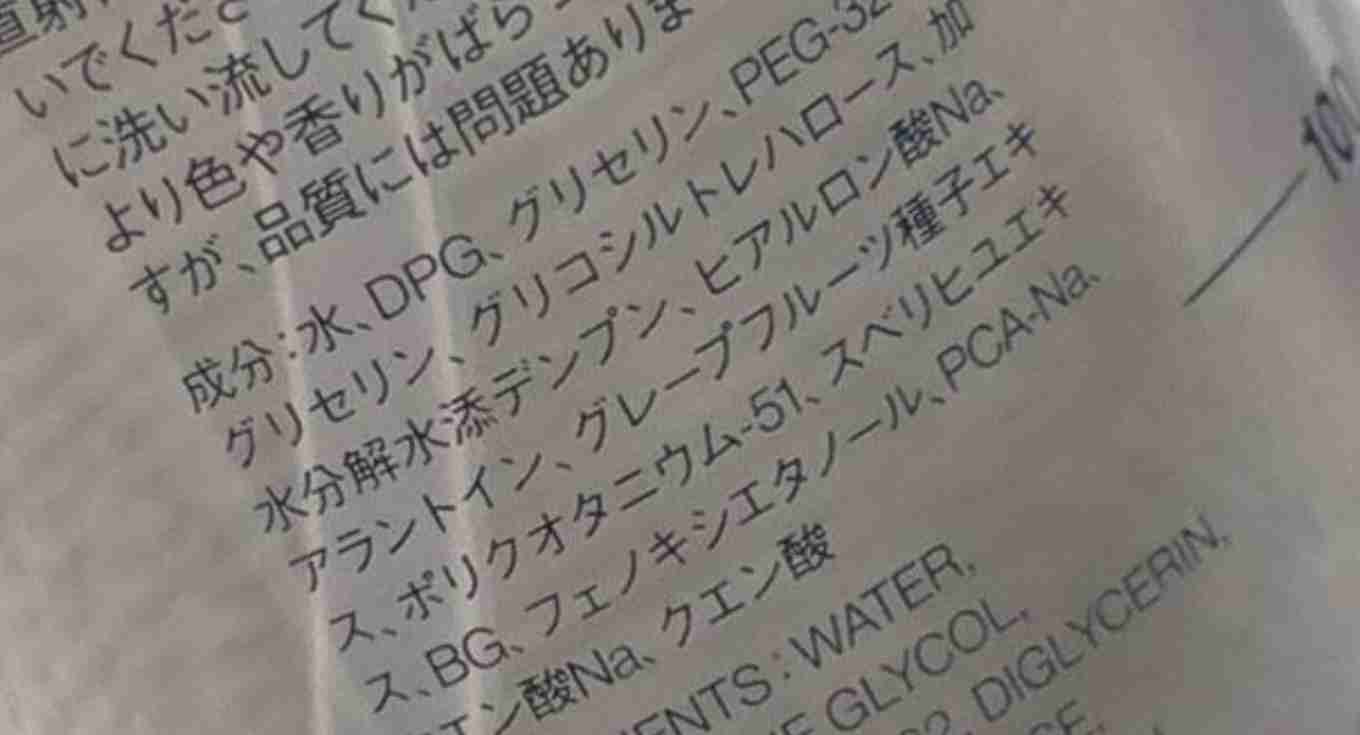 いでくださ
に洗い流してく
より色や香りがばら
すが、品質には問題ありま
成分:水、DPG、グリセリン、PEG-32
グリセリン、グリコシルトレハロース、加
水分解水添デンプン、ヒアルロン酸Na、
アラントイン、グレープフルーツ種子エキ
ス、ポリクオタニウム-51、スベリヒユエキ
ス、BG、フェノキシエタノール、PCA-Na、
エン酸Na、クエン酸
ENTS:WATER,
GLYCOL,
DIGLYCERIN,